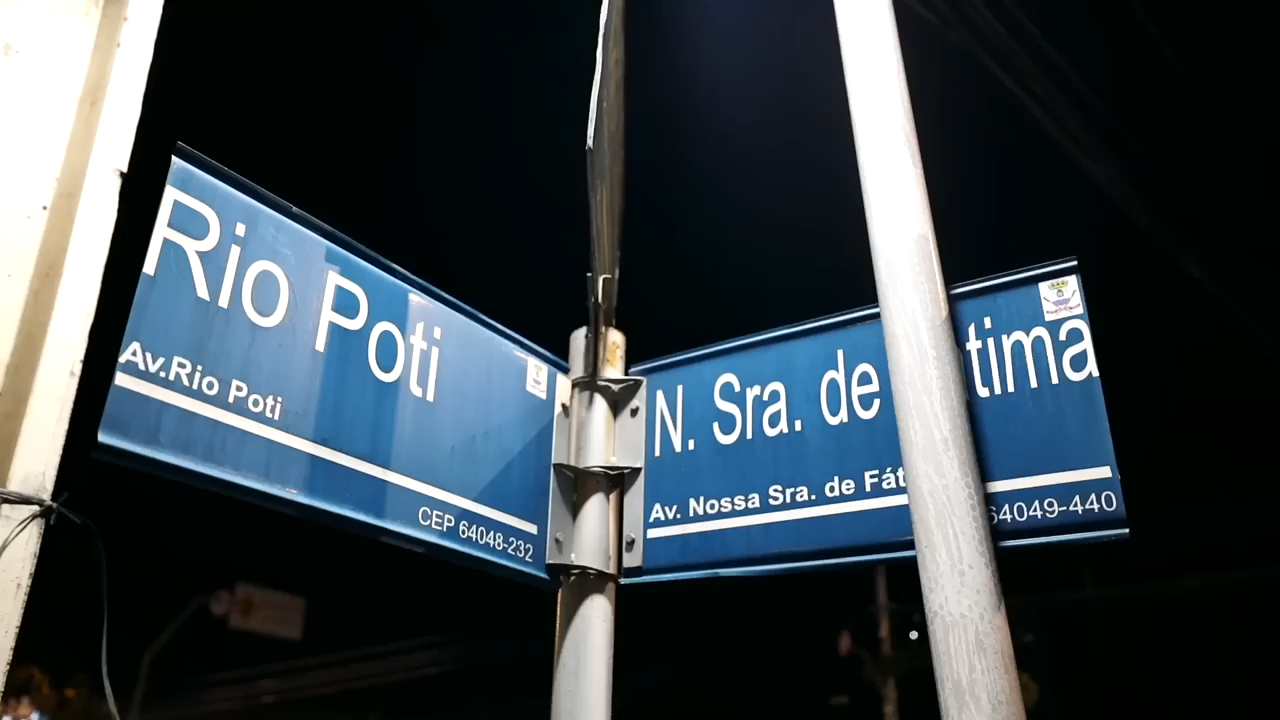 Rio Poti
Av.Rio Poti
CEP 64048-232
N. Sra. de tima
Av. Nossa Sra. de Fát
64049-440